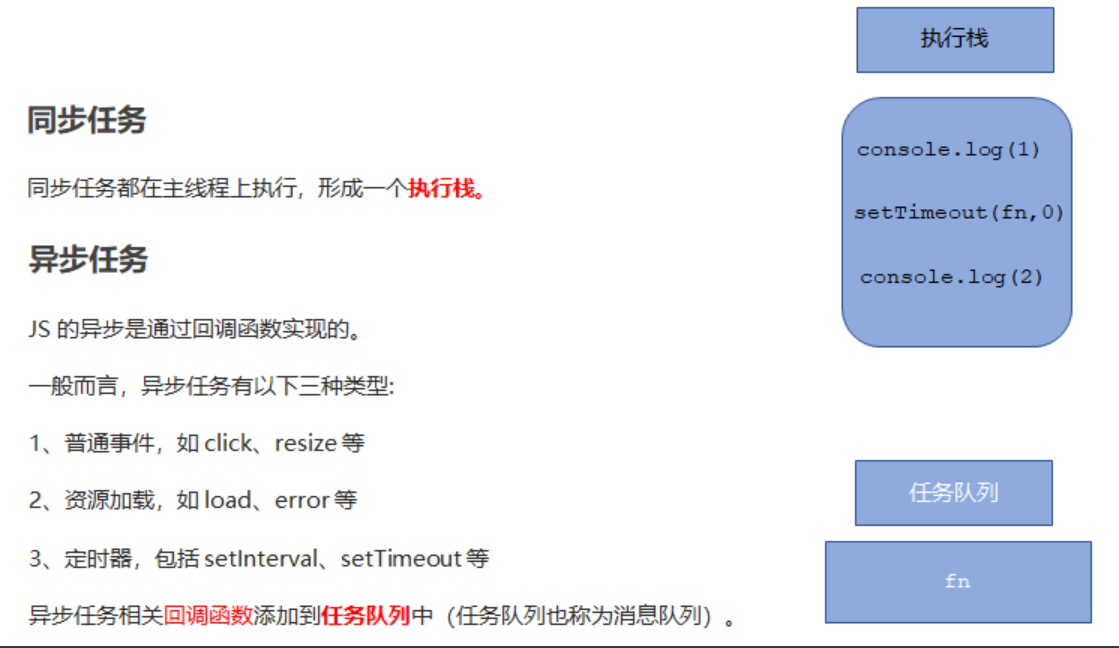 同步任务
同步任务都在主线程上执行，形成一个执行栈。
异步任务
JS 的异步是通过回调函数实现的。
一般而言，异步任务有以下三种类型:
1、普通事件，如 click、resize 等
2、资源加载，如 load、error 等
3、定时器，包括 setInterval、setTimeout 等
异步任务相关回调函数添加到任务队列中（任务队列也称为消息队列）。
执行栈
console.log(1)
setTimeout(fn,0)
console.log(2)
任务队列
fn